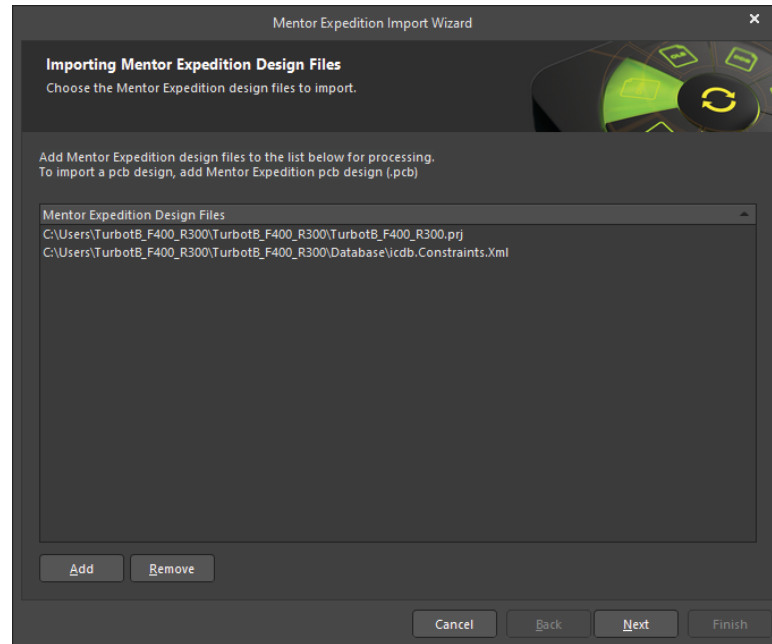 Mentor Expedition Import Wizard
Importing Mentor Expedition Design Files
Choose the Mentor Expedition design files to import.
Add Mentor Expedition design files to the list below for processing.
To import a pcb design, add Mentor Expedition pcb design (.pcb)
Mentor Expedition Design Files
C:\Users\TurbotB_F400_R300\TurbotB_F400_R300\TurbotB_F400_R300.prj
C:\Users\TurbotB_F400_R300\TurbotB_F400_R300\Database\icdb.Constraints.Xml
Add Remove
Cancel Back Next Finish